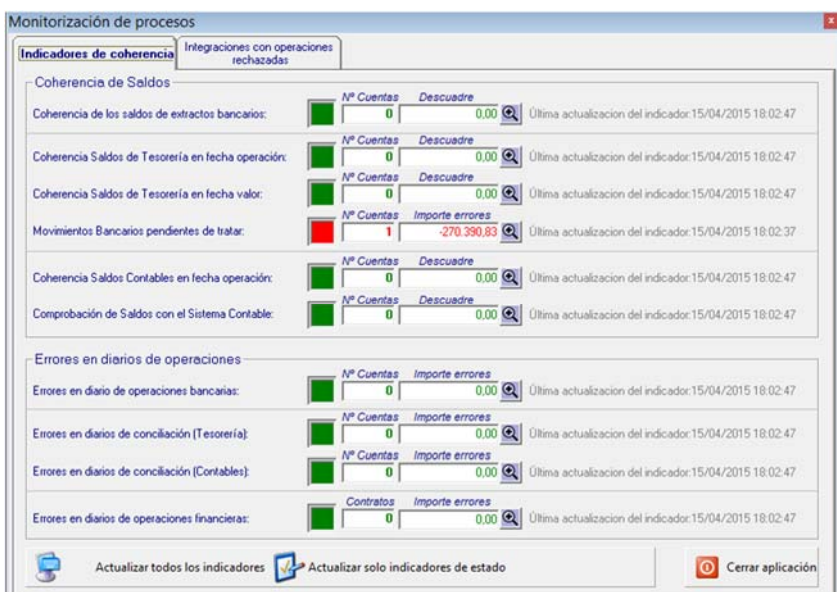 Monitorización de procesos
x
Indicadores de coherencia
Integraciones con operaciones
rechazadas
Coherencia de Saldos
Nº Cuentas Descuadre
Coherencia de los saldos de extractos bancarios: 0 0,00 Última actualizacion del indicador:15/04/2015 18:02:47
Nº Cuentas Descuadre
Coherencia Saldos de Tesorería en fecha operación: 0 0,00 Última actualizacion del indicador:15/04/2015 18:02:47
Nº Cuentas Descuadre
Coherencia Saldos de Tesorería en fecha valor: 0 0,00 Última actualizacion del indicador:15/04/2015 18:02:47
Nº Cuentas Importe errores
Movimientos Bancarios pendientes de tratar: 1 -270.390,83 Última actualizacion del indicador:15/04/2015 18:02:37
Nº Cuentas Descuadre
Coherencia Saldos Contables en fecha operación: 0 0,00 Última actualizacion del indicador:15/04/2015 18:02:47
Nº Cuentas Descuadre
Comprobación de Saldos con el Sistema Contable: 0 0,00 Última actualizacion del indicador:15/04/2015 18:02:47
Errores en diarios de operaciones
Nº Cuentas Importe errores
Errores en diario de operaciones bancarias: 0 0,00 Última actualizacion del indicador:15/04/2015 18:02:47
Nº Cuentas Importe errores
Errores en diarios de conciliación (Tesorería): 0 0,00 Última actualizacion del indicador:15/04/2015 18:02:47
Nº Cuentas Importe errores
Errores en diarios de conciliación (Contables): 0 0,00 Última actualizacion del indicador:15/04/2015 18:02:47
Contratos Importe errores
Errores en diarios de operaciones financieras: 0 0,00 Última actualizacion del indicador:15/04/2015 18:02:47
Actualizar todos los indicadores Actualizar solo indicadores de estado Cerrar aplicación